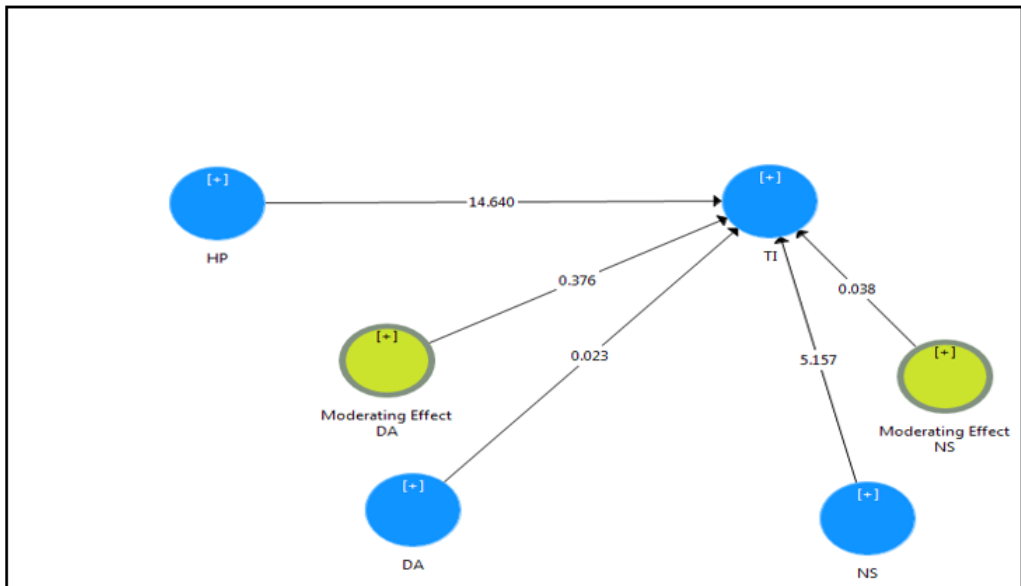 [+]
HP
14.640
[+]
TI
0.376
0.038
[+]
Moderating Effect
DA
0.023
5.157
[+]
Moderating Effect
NS
[+]
DA
[+]
NS